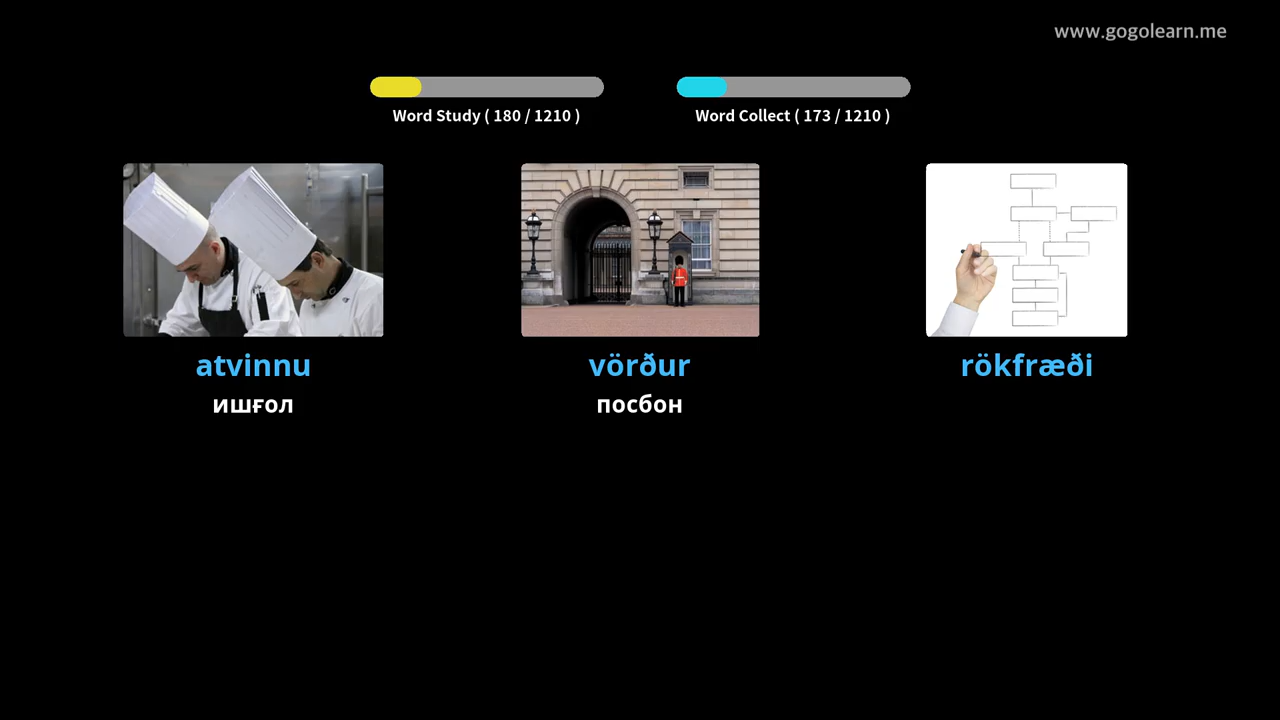 www.gogolearn.me
Word Study ( 180 / 1210 )
Word Collect ( 173 / 1210 )
atvinnu
vörður
rökfræði
ишғол
посбон